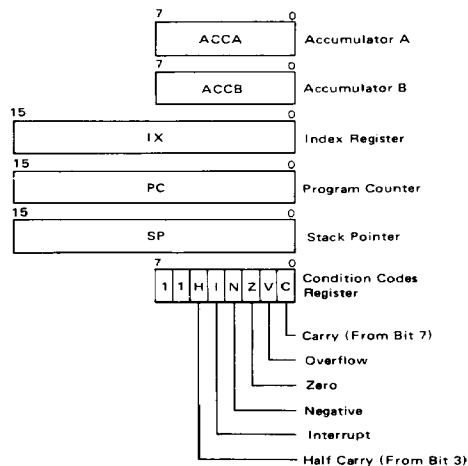 7 0
ACCA Accumulator A
7 0
ACCB Accumulator B
15 0
IX Index Register
15 0
PC Program Counter
15 0
SP Stack Pointer
7 0
1 1 H I N Z V C Condition Codes
Register
Carry (From Bit 7)
Overflow
Zero
Negative
Interrupt
Half Carry (From Bit 3)